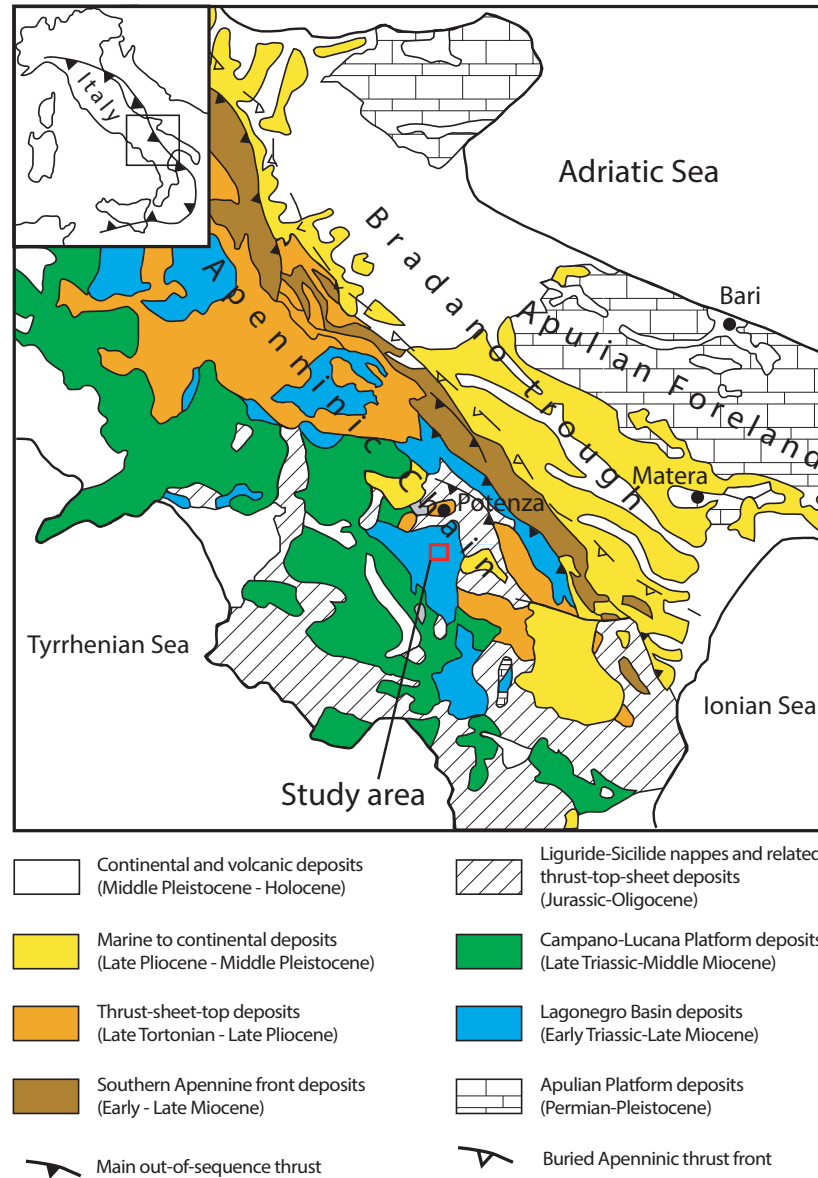 Italy
Adriatic Sea
Bradano trough
Bari
Apulian Foreland
Apenninic Chain
Matera
Potenza
Tyrrhenian Sea
Ionian Sea
Study area
Continental and volcanic deposits
(Middle Pleistocene - Holocene)
Marine to continental deposits
(Late Pliocene - Middle Pleistocene)
Thrust-sheet-top deposits
(Late Tortonian - Late Pliocene)
Southern Apennine front deposits
(Early - Late Miocene)
Main out-of-sequence thrust
Liguride-Sicilide nappes and related
thrust-top-sheet deposits
(Jurassic-Oligocene)
Campano-Lucana Platform deposits
(Late Triassic-Middle Miocene)
Lagonegro Basin deposits
(Early Triassic-Late Miocene)
Apulian Platform deposits
(Permian-Pleistocene)
Buried Apenninic thrust front